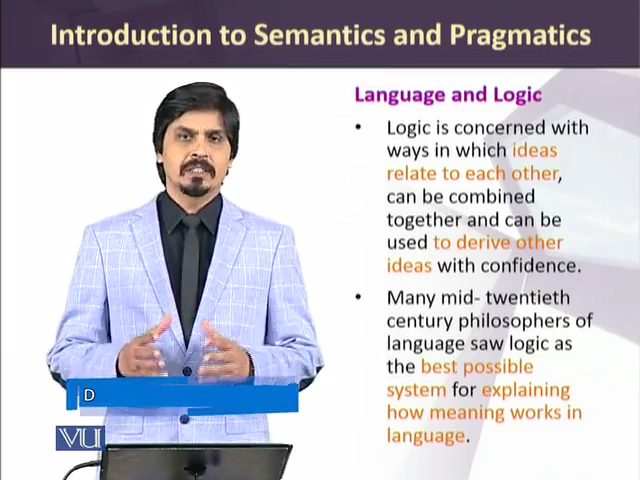 Introduction to Semantics and Pragmatics
Language and Logic
• Logic is concerned with
ways in which ideas
relate to each other,
can be combined
together and can be
used to derive other
ideas with confidence.
• Many mid- twentieth
century philosophers of
language saw logic as
the best possible
system for explaining
how meaning works in
language.
D
VU